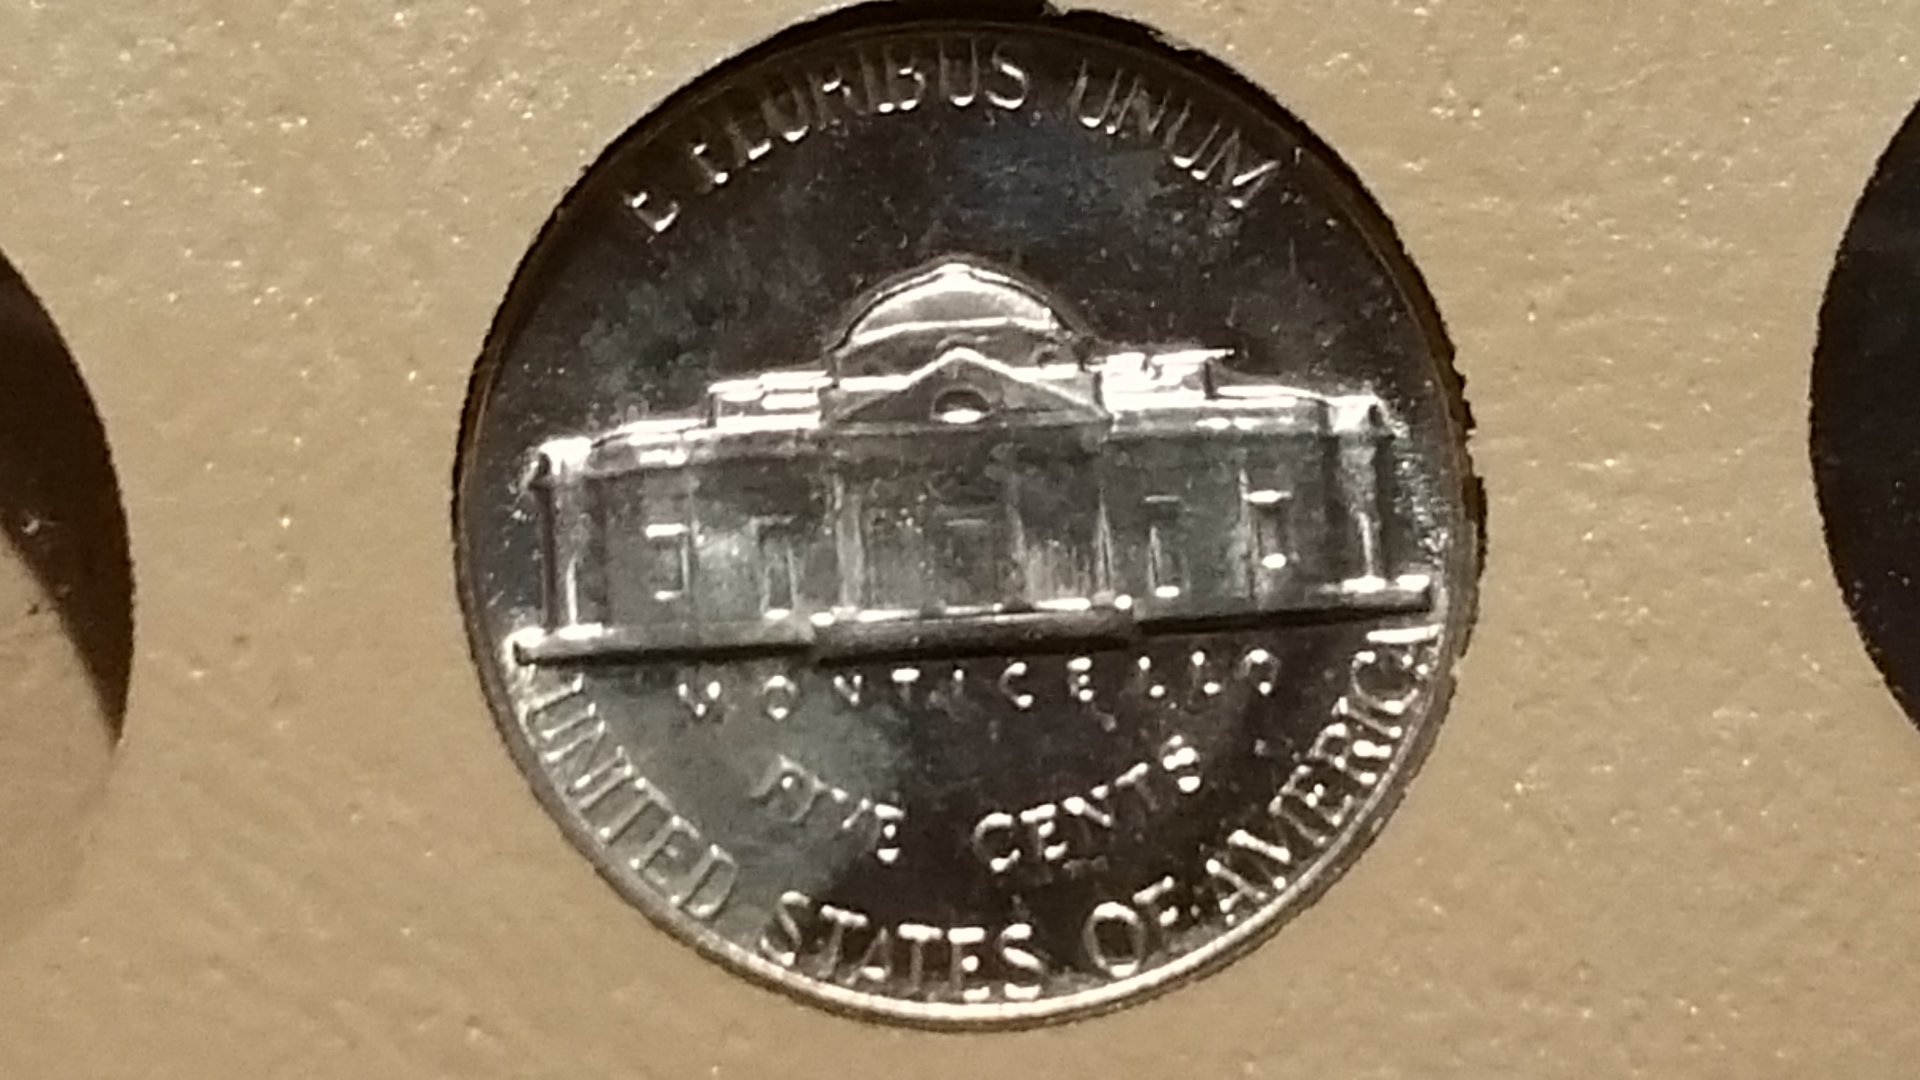 E PLURIBUS UNUM
MONTICELLO
FIVE CENTS
UNITED STATES OF AMERICA